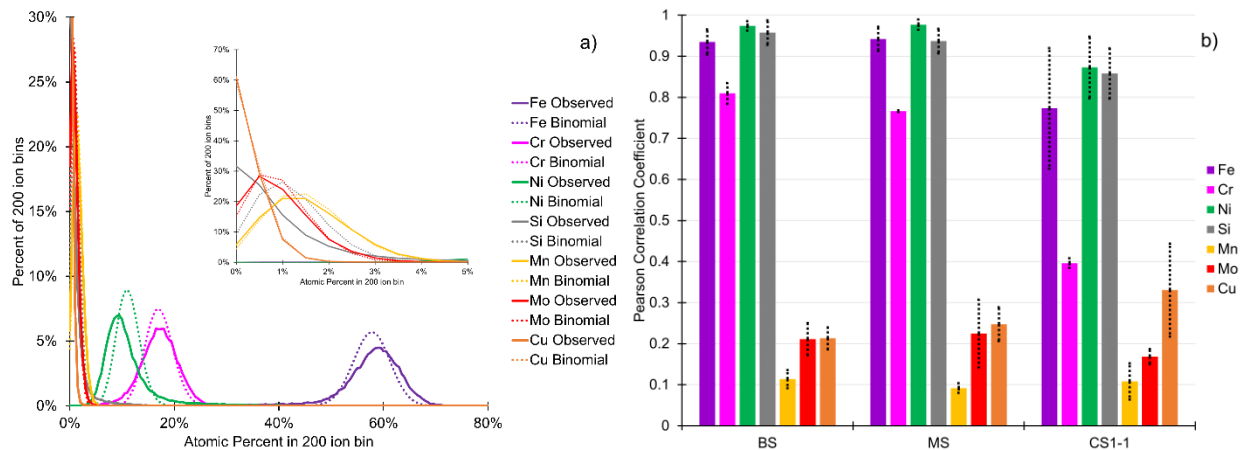 a)
30%
25%
20%
15%
10%
5%
0%
Percent of 200 ion bins
0%
20%
40%
60%
80%
Atomic Percent in 200 ion bin
70%
60%
50%
40%
30%
20%
10%
0%
Percent of 200 ion bins
0%
1%
2%
3%
4%
5%
Atomic Percent in 200 ion bin
Fe Observed
Fe Binomial
Cr Observed
Cr Binomial
Ni Observed
Ni Binomial
Si Observed
Si Binomial
Mn Observed
Mn Binomial
Mo Observed
Mo Binomial
Cu Observed
Cu Binomial
b)
1
0.9
0.8
0.7
0.6
0.5
0.4
0.3
0.2
0.1
0
Pearson Correlation Coefficient
BS
MS
CS1-1
Fe
Cr
Ni
Si
Mn
Mo
Cu